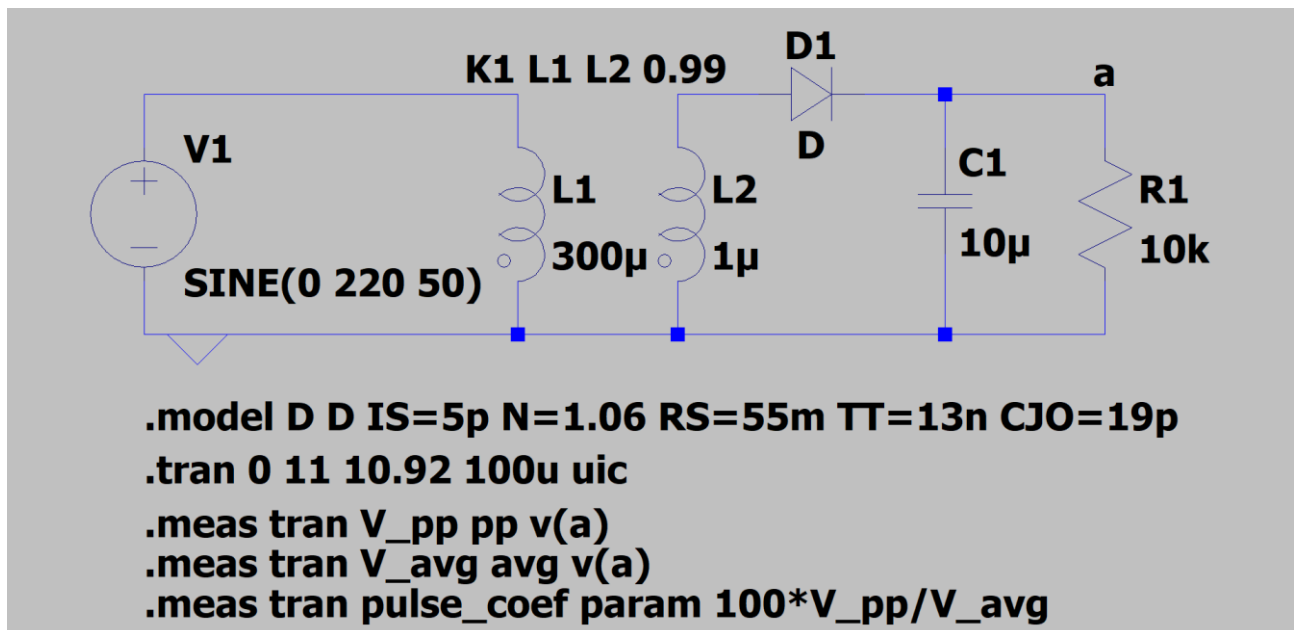 K1 L1 L2 0.99
D1
a
V1
D
C1
L1
L2
R1
300µ
1µ
10µ
10k
SINE(0 220 50)
.model D D IS=5p N=1.06 RS=55m TT=13n CJO=19p
.tran 0 11 10.92 100u uic
.meas tran V_pp pp v(a)
.meas tran V_avg avg v(a)
.meas tran pulse_coef param 100*V_pp/V_avg